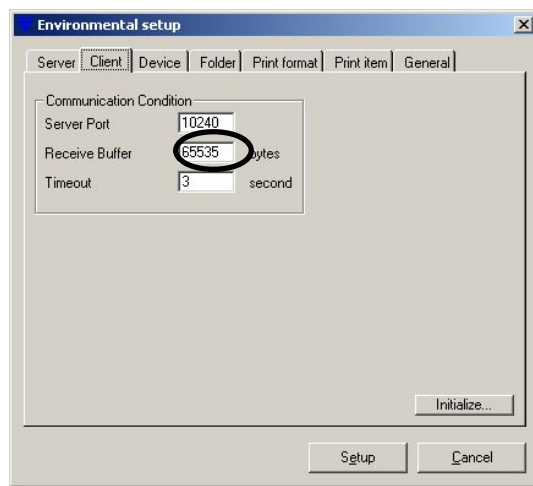 Environmental setup
Server Client Device Folder Print format Print item General
Communication Condition
Server Port 10240
Receive Buffer 65535 bytes
Timeout 3 second
Initialize...
Setup Cancel